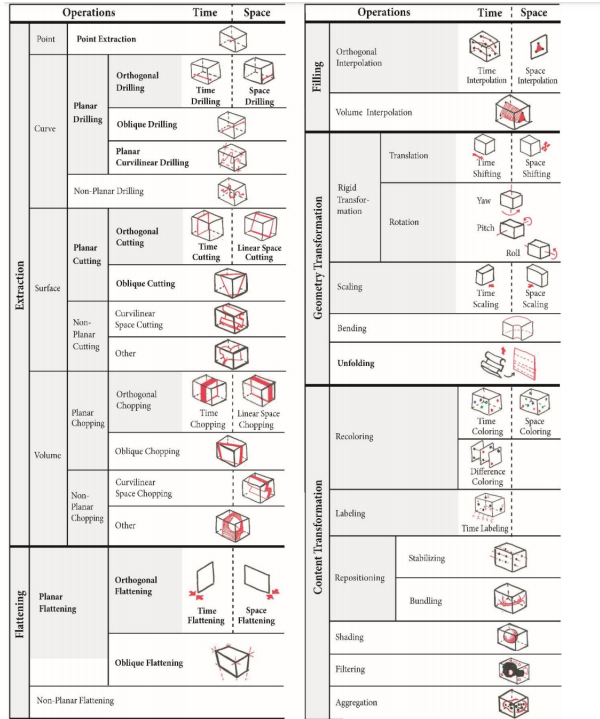 Operations Time Space
Extraction
Point
Point Extraction
Curve
Planar
Drilling
Orthogonal
Drilling
Time
Drilling
Space
Drilling
Oblique Drilling
Planar
Curvilinear Drilling
Non-Planar Drilling
Surface
Planar
Cutting
Orthogonal
Cutting
Time
Cutting
Linear Space
Cutting
Oblique Cutting
Non-
Planar
Cutting
Curvilinear
Space Cutting
Other
Volume
Planar
Chopping
Orthogonal
Chopping
Time
Chopping
Linear Space
Chopping
Oblique Chopping
Non-
Planar
Chopping
Curvilinear
Space Chopping
Other
Flattening
Planar
Flattening
Orthogonal
Flattening
Time
Flattening
Space
Flattening
Oblique Flattening
Non-Planar Flattening
Operations Time Space
Filling
Orthogonal
Interpolation
Time
Interpolation
Space
Interpolation
Volume Interpolation
Geometry Transformation
Rigid
Transfor-
mation
Translation
Time
Shifting
Space
Shifting
Rotation
Yaw
Pitch
Roll
Scaling
Time
Scaling
Space
Scaling
Bending
Unfolding
Content Transformation
Recoloring
Time
Coloring
Space
Coloring
Difference
Coloring
Labeling
Time Labeling
Repositioning
Stabilizing
Bundling
Shading
Filtering
Aggregation